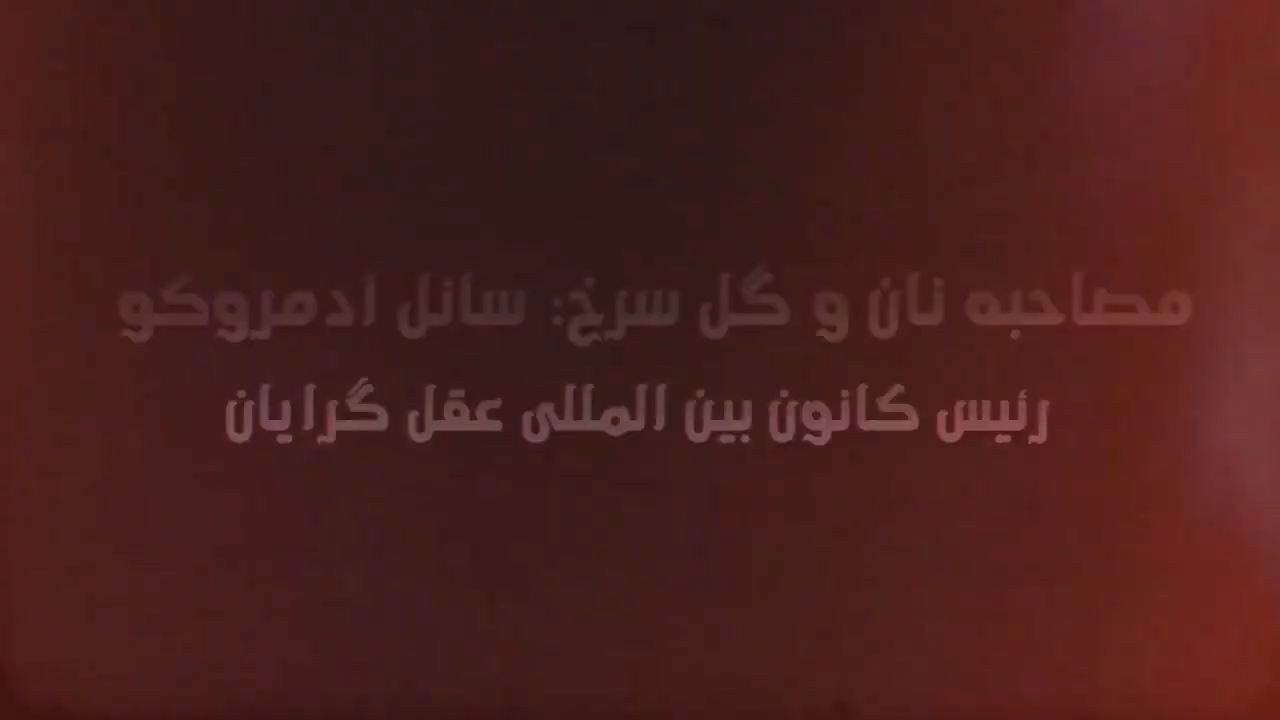 مصاحبه نان و گل سرخ: سانل ادمروکو
رئیس کانون بین المللی عقل گرایان